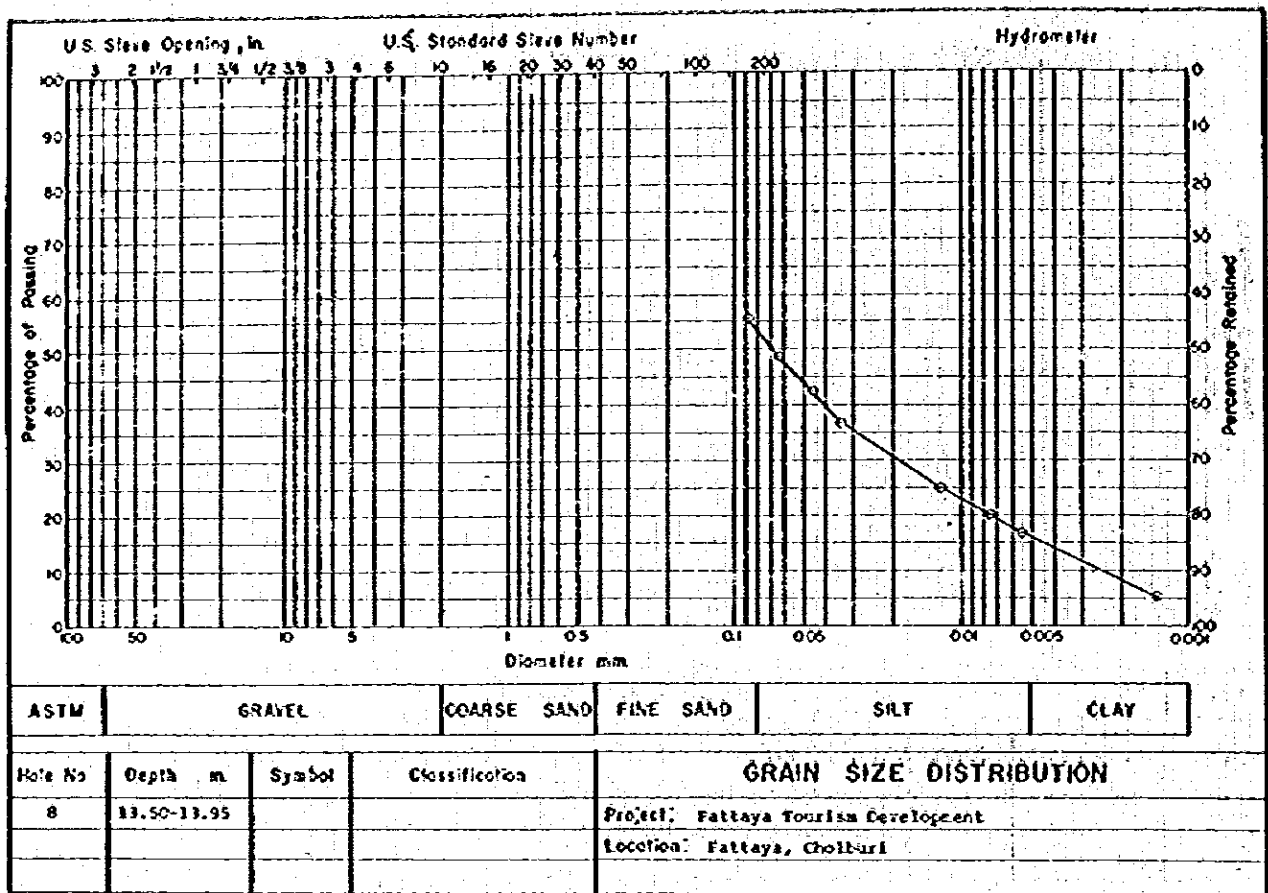 U.S. Sieve Opening, in.
U.S. Standard Sieve Number
Hydrometer
3 2 1 1/2 1 3/4 1/2 3/8 3 4 6 10 16 20 30 40 50 100 200
100
90
80
70
60
50
40
30
20
10
0
Percentage of Passing
0
10
20
30
40
50
60
70
80
90
100
Percentage Retained
100 50 10 5 1 0.5 0.1 0.05 0.01 0.005 0.001
Diameter mm
ASTM GRAVEL COARSE SAND FINE SAND SILT CLAY
Hole No Depth m. Symbol Classification GRAIN SIZE DISTRIBUTION
8 13.50-13.95 Project: Pattaya Tourism Development
Location: Pattaya, Cholburi